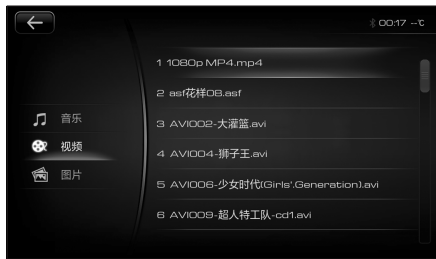 00:17 --℃
1 1080p MP4.mp4
2 asf花样OB.asf
3 AVI002-大灌篮.avi
4 AVI004-狮子王.avi
5 AVI006-少女时代(Girls'.Generation).avi
6 AVI009-超人特工队-cd1.avi
音乐
视频
图片